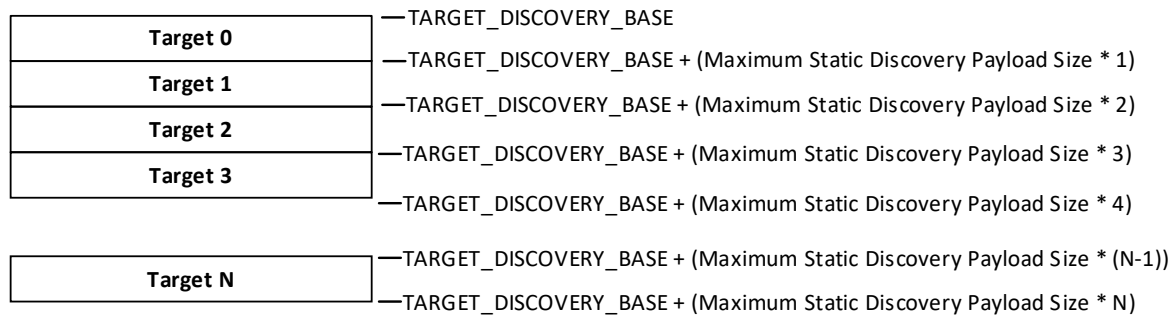 TARGET_DISCOVERY_BASE
Target 0
TARGET_DISCOVERY_BASE + (Maximum Static Discovery Payload Size * 1)
Target 1
TARGET_DISCOVERY_BASE + (Maximum Static Discovery Payload Size * 2)
Target 2
TARGET_DISCOVERY_BASE + (Maximum Static Discovery Payload Size * 3)
Target 3
TARGET_DISCOVERY_BASE + (Maximum Static Discovery Payload Size * 4)
TARGET_DISCOVERY_BASE + (Maximum Static Discovery Payload Size * (N-1))
Target N
TARGET_DISCOVERY_BASE + (Maximum Static Discovery Payload Size * N)